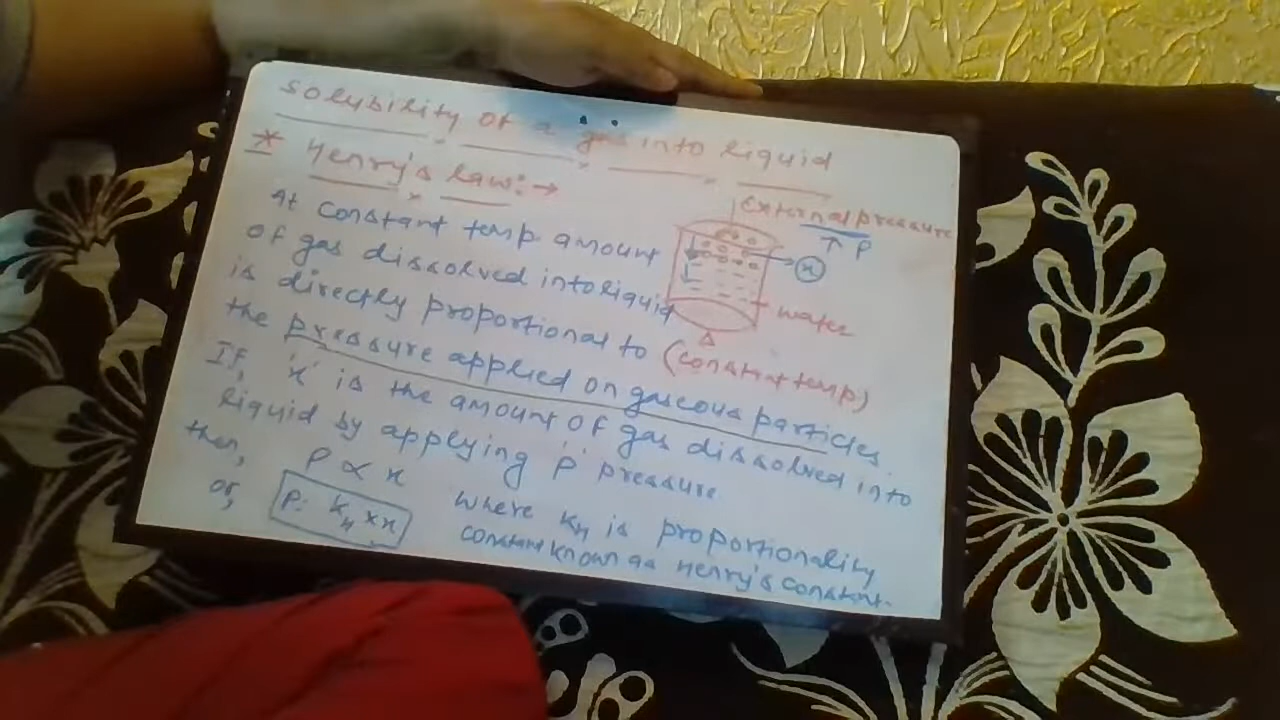 Solubility of a gas into liquid
* Henry's law:→
At constant temp. amount
of gas dissolved into liquid
is directly proportional to
the pressure applied on gaseous particles.
If, 'x' is the amount of gas dissolved into
liquid by applying 'p' pressure
then, P ∝ x
or, P = K_H × x
Where K_H is proportionality
constant known as Henry's constant.
External pressure
↑ P
x
water
Δ
(constant temp)